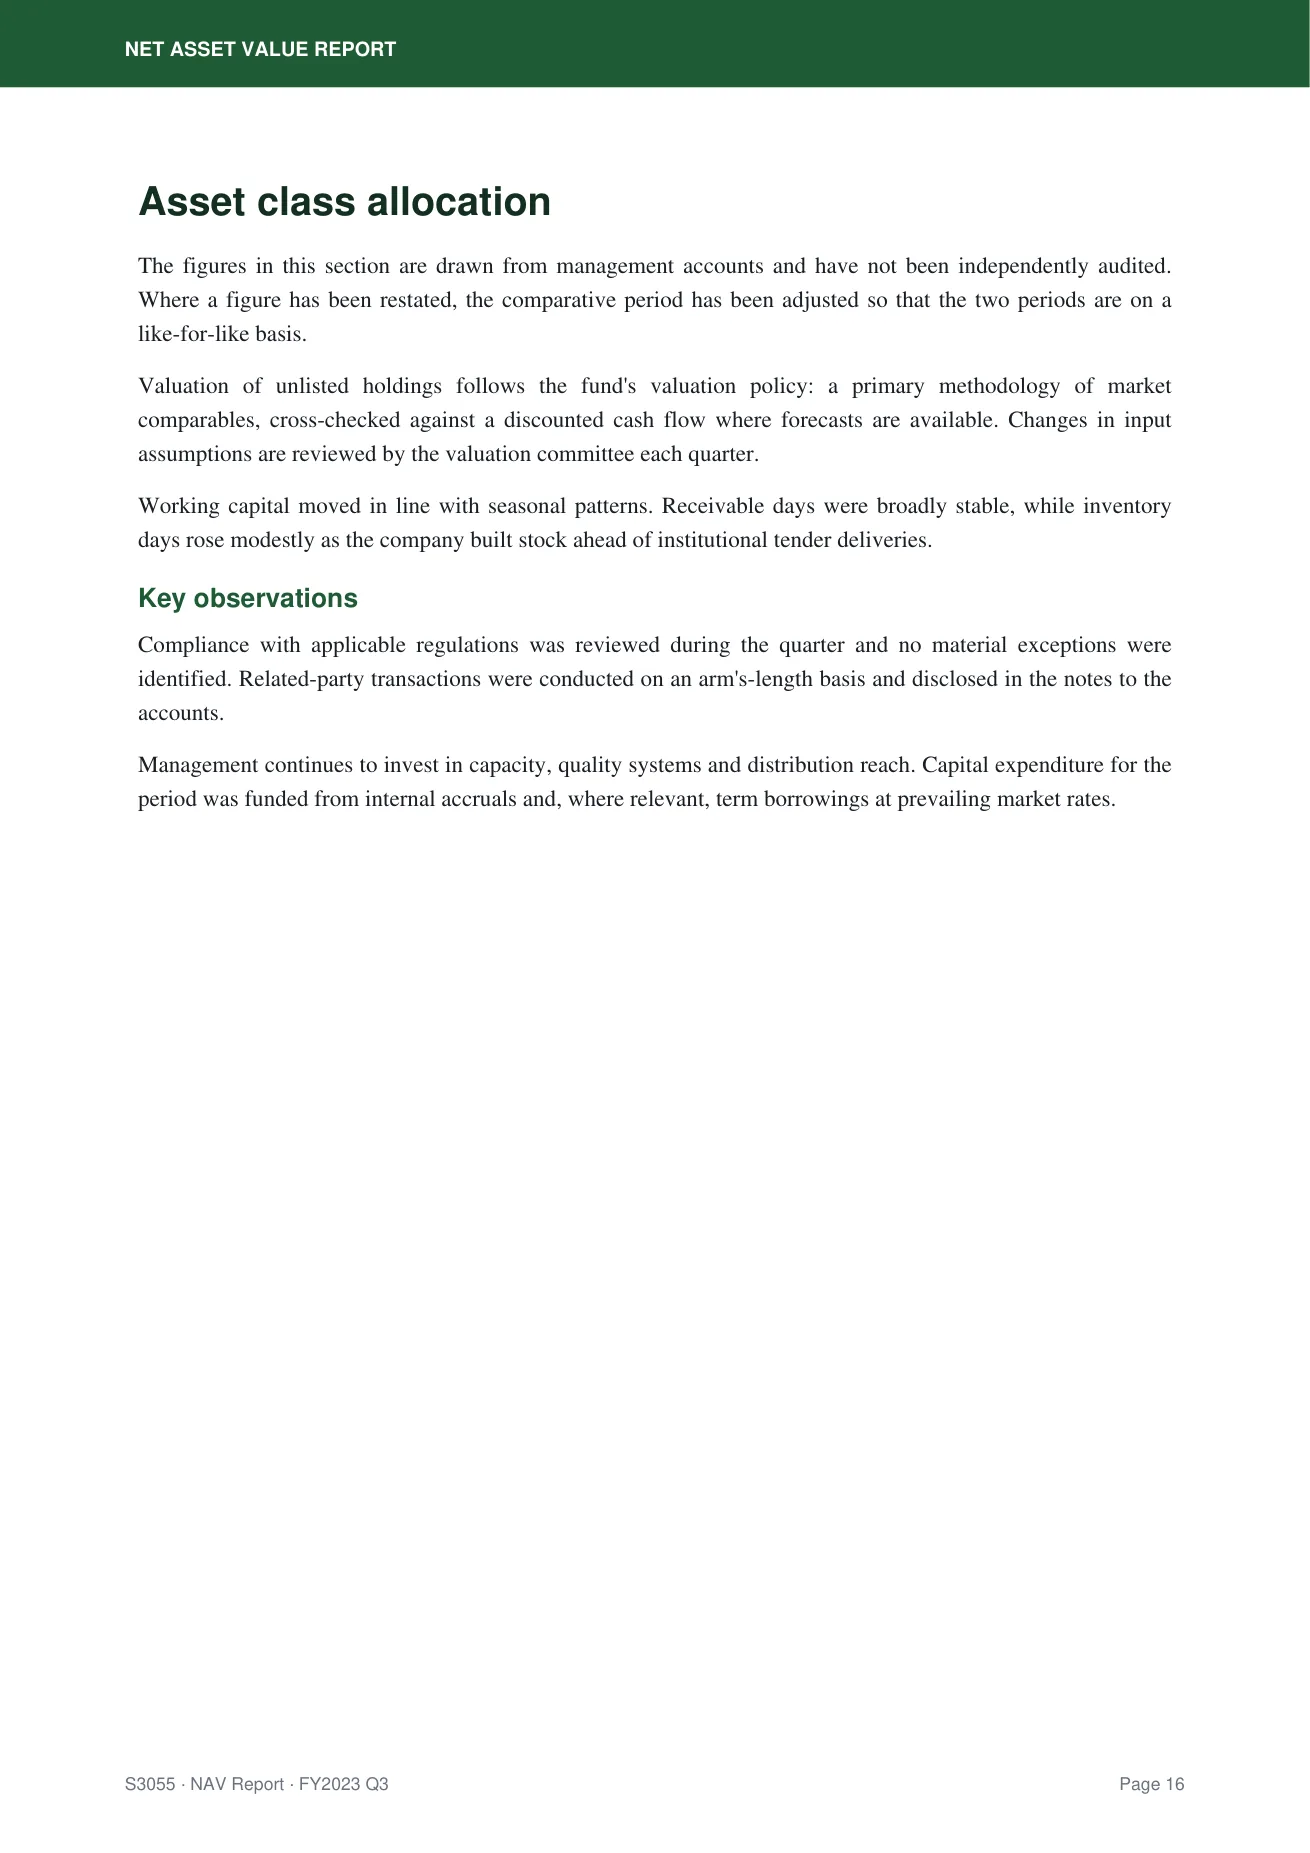 NET ASSET VALUE REPORT
Asset class allocation
The figures in this section are drawn from management accounts and have not been independently audited.
Where a figure has been restated, the comparative period has been adjusted so that the two periods are on a
like-for-like basis.
Valuation of unlisted holdings follows the fund's valuation policy: a primary methodology of market
comparables, cross-checked against a discounted cash flow where forecasts are available. Changes in input
assumptions are reviewed by the valuation committee each quarter.
Working capital moved in line with seasonal patterns. Receivable days were broadly stable, while inventory
days rose modestly as the company built stock ahead of institutional tender deliveries.
Key observations
Compliance with applicable regulations was reviewed during the quarter and no material exceptions were
identified. Related-party transactions were conducted on an arm's-length basis and disclosed in the notes to the
accounts.
Management continues to invest in capacity, quality systems and distribution reach. Capital expenditure for the
period was funded from internal accruals and, where relevant, term borrowings at prevailing market rates.
S3055 · NAV Report · FY2023 Q3
Page 16